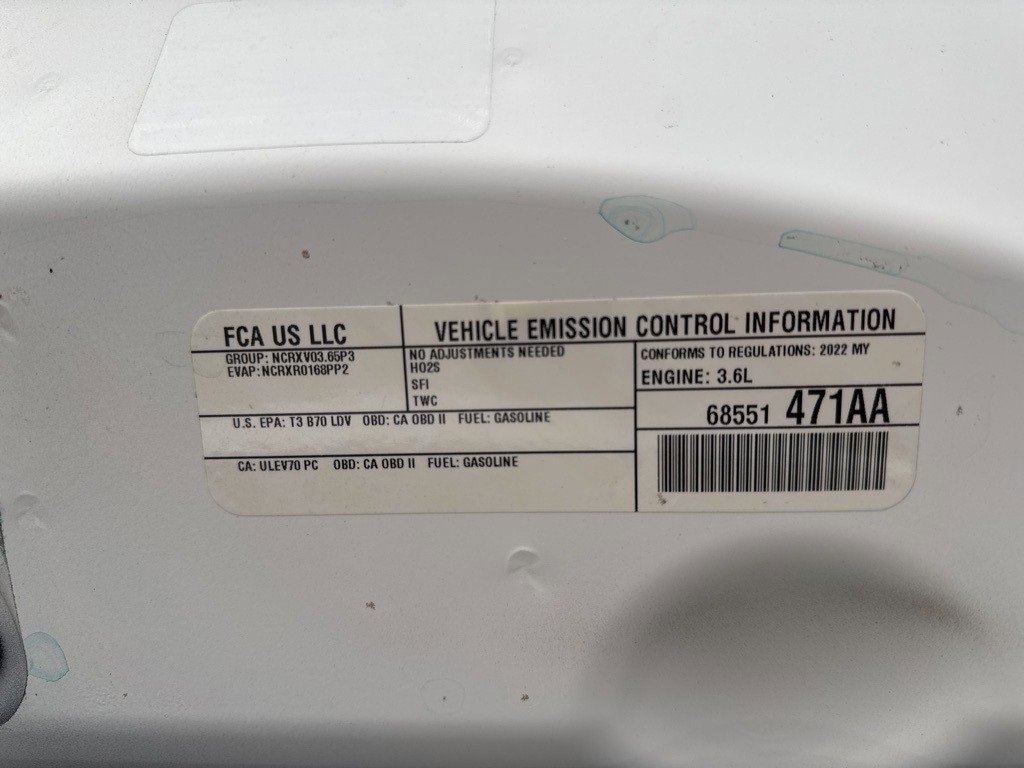 FCA US LLC
VEHICLE EMISSION CONTROL INFORMATION
GROUP: NCRXV03.65P3
EVAP: NCRXR0168PP2
NO ADJUSTMENTS NEEDED
HO2S
SFI
TWC
CONFORMS TO REGULATIONS: 2022 MY
ENGINE: 3.6L
U.S. EPA: T3 B70 LDV OBD: CA OBD II FUEL: GASOLINE
68551 471AA
CA: ULEV70 PC OBD: CA OBD II FUEL: GASOLINE